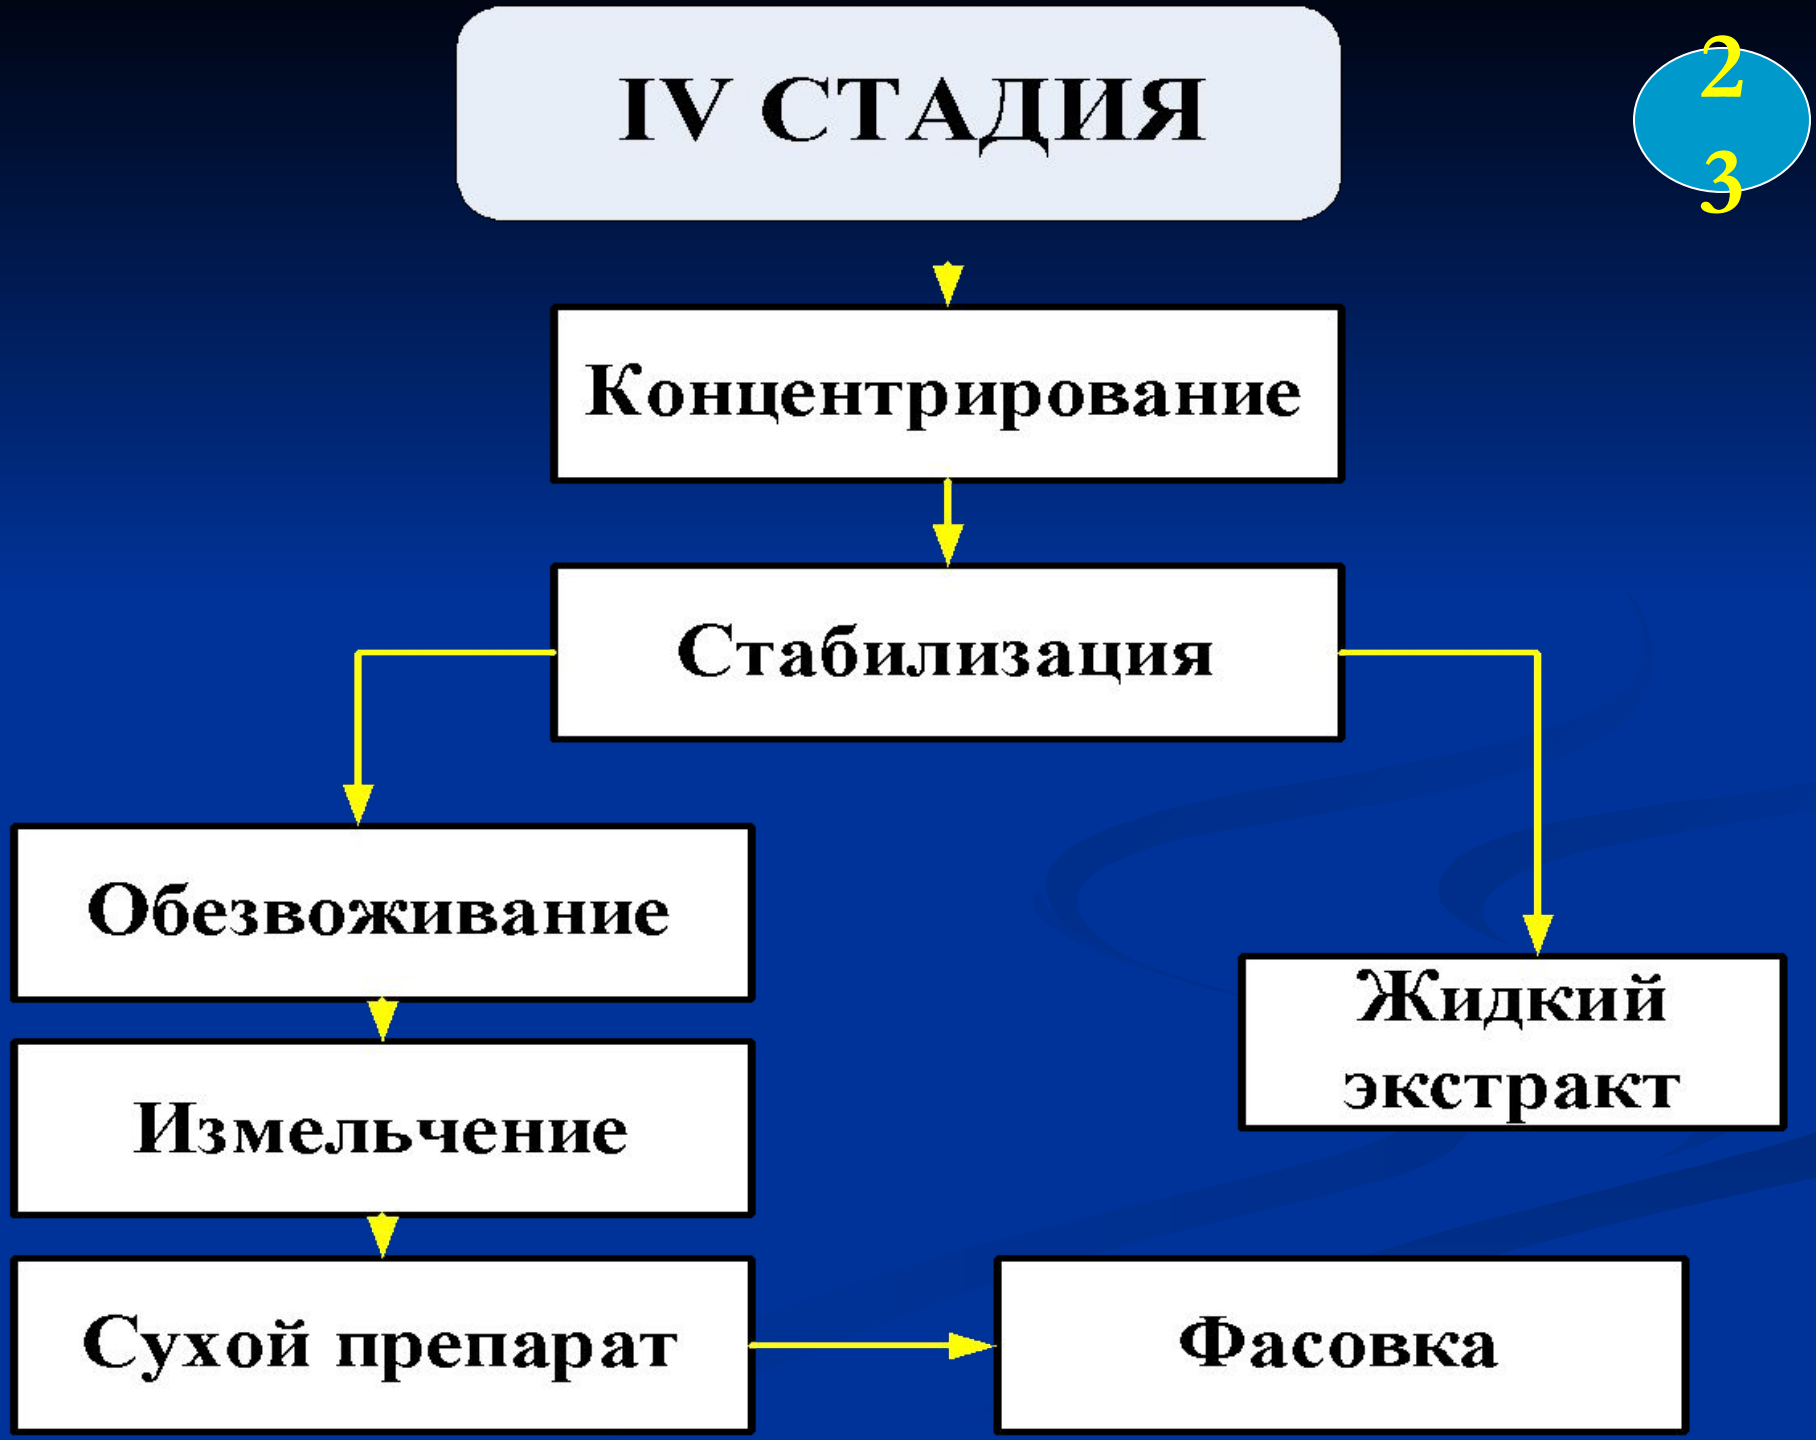 IV СТАДИЯ
2
3
Концентрирование
Стабилизация
Обезвоживание
Жидкий
экстракт
Измельчение
Сухой препарат
Фасовка